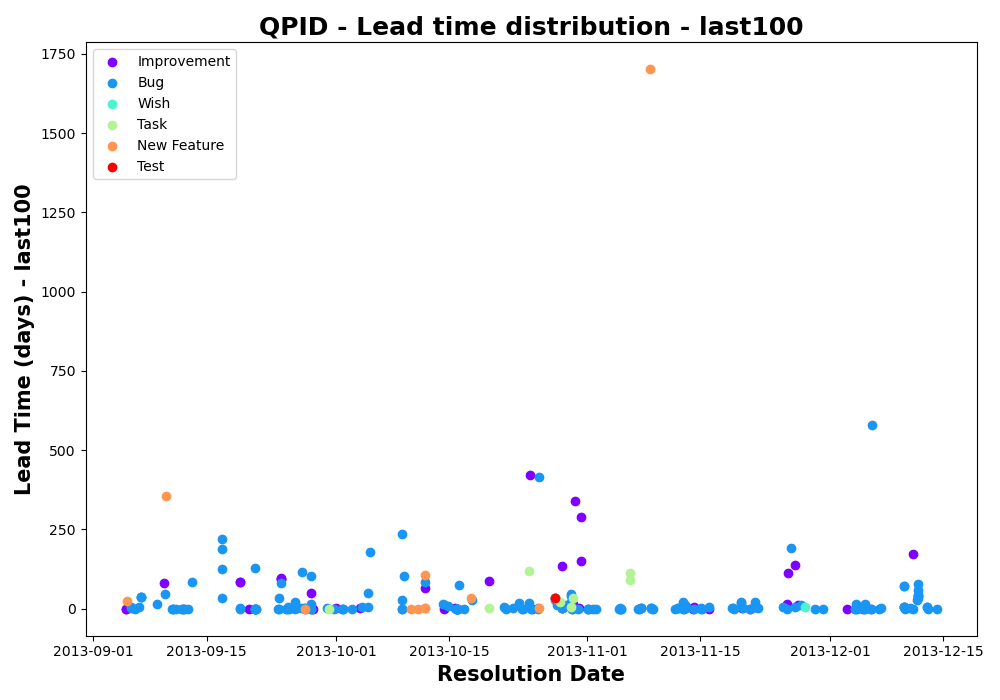 QPID - Lead time distribution - last100
Lead Time (days) - last100
1750
1500
1250
1000
750
500
250
0
Improvement
Bug
Wish
Task
New Feature
Test
2013-09-01 2013-09-15 2013-10-01 2013-10-15 2013-11-01 2013-11-15 2013-12-01 2013-12-15
Resolution Date